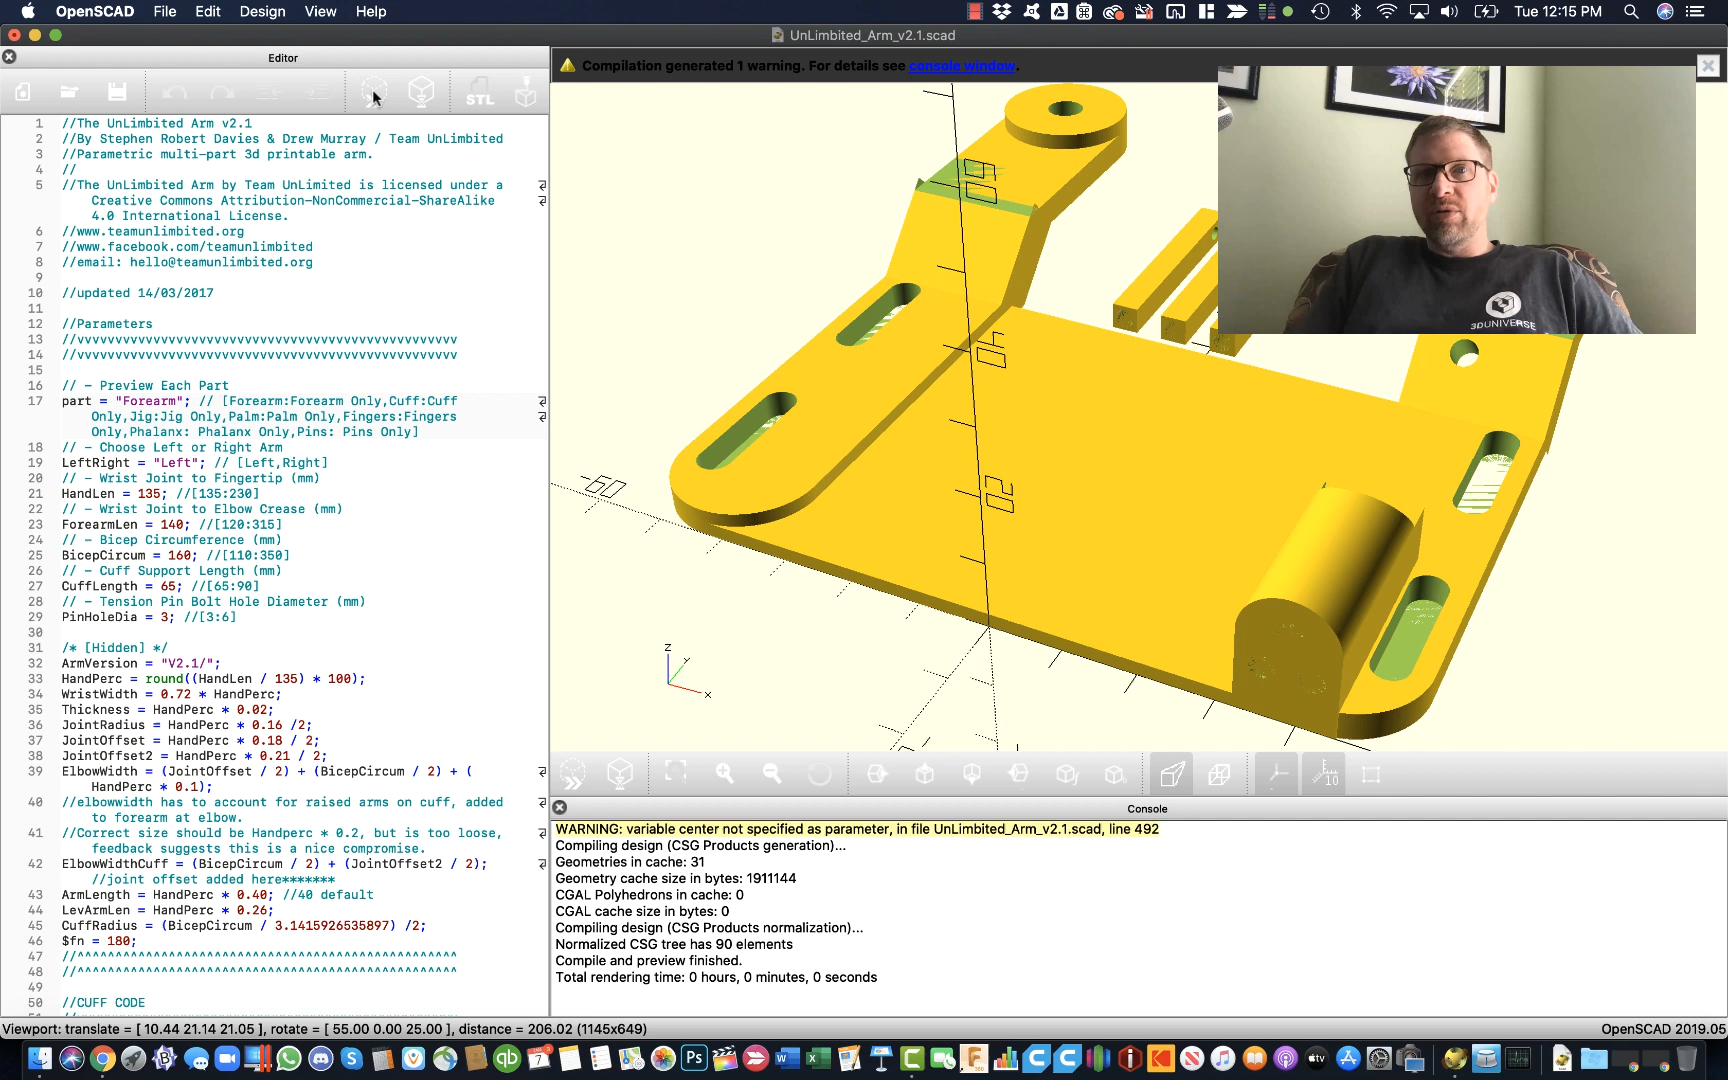 OpenSCAD File Edit Design View Help
Tue 12:15 PM
UnLimbited_Arm_v2.1.scad
Editor
Compilation generated 1 warning. For details see console window.
STL
1 //The UnLimbited Arm v2.1
2 //By Stephen Robert Davies & Drew Murray / Team UnLimbited
3 //Parametric multi-part 3d printable arm.
4 //
5 //The UnLimbited Arm by Team UnLimited is licensed under a
Creative Commons Attribution-NonCommercial-ShareAlike
4.0 International License.
6 //www.teamunlimbited.org
7 //www.facebook.com/teamunlimbited
8 //email: hello@teamunlimbited.org
9
10 //updated 14/03/2017
11
12 //Parameters
13 //vvvvvvvvvvvvvvvvvvvvvvvvvvvvvvvvvvvvvvvvvvvvvvvvvv
14 //vvvvvvvvvvvvvvvvvvvvvvvvvvvvvvvvvvvvvvvvvvvvvvvvvv
15
16 // - Preview Each Part
17 part = "Forearm"; // [Forearm:Forearm Only,Cuff:Cuff
Only,Jig:Jig Only,Palm:Palm Only,Fingers:Fingers
Only,Phalanx: Phalanx Only,Pins: Pins Only]
18 // - Choose Left or Right Arm
19 LeftRight = "Left"; // [Left,Right]
20 // - Wrist Joint to Fingertip (mm)
21 HandLen = 135; //[135:230]
22 // - Wrist Joint to Elbow Crease (mm)
23 ForearmLen = 140; //[120:315]
24 // - Bicep Circumference (mm)
25 BicepCircum = 160; //[110:350]
26 // - Cuff Support Length (mm)
27 CuffLength = 65; //[65:90]
28 // - Tension Pin Bolt Hole Diameter (mm)
29 PinHoleDia = 3; //[3:6]
30
31 /* [Hidden] */
32 ArmVersion = "V2.1/";
33 HandPerc = round((HandLen / 135) * 100);
34 WristWidth = 0.72 * HandPerc;
35 Thickness = HandPerc * 0.02;
36 JointRadius = HandPerc * 0.16 /2;
37 JointOffset = HandPerc * 0.18 / 2;
38 JointOffset2 = HandPerc * 0.21 / 2;
39 ElbowWidth = (JointOffset / 2) + (BicepCircum / 2) + (
HandPerc * 0.1);
40 //elbowwidth has to account for raised arms on cuff, added
to forearm at elbow.
41 //Correct size should be Handperc * 0.2, but is too loose,
feedback suggests this is a nice compromise.
42 ElbowWidthCuff = (BicepCircum / 2) + (JointOffset2 / 2);
//joint offset added here*******
43 ArmLength = HandPerc * 0.40; //40 default
44 LevArmLen = HandPerc * 0.26;
45 CuffRadius = (BicepCircum / 3.1415926535897) /2;
46 $fn = 180;
47 //^^^^^^^^^^^^^^^^^^^^^^^^^^^^^^^^^^^^^^^^^^^^^^^^^^
48 //^^^^^^^^^^^^^^^^^^^^^^^^^^^^^^^^^^^^^^^^^^^^^^^^^^
49
50 //CUFF CODE
3DUNIVERSE
-60
20
40
60
z
y
x
10
Console
WARNING: variable center not specified as parameter, in file UnLimbited_Arm_v2.1.scad, line 492
Compiling design (CSG Products generation)...
Geometries in cache: 31
Geometry cache size in bytes: 1911144
CGAL Polyhedrons in cache: 0
CGAL cache size in bytes: 0
Compiling design (CSG Products normalization)...
Normalized CSG tree has 90 elements
Compile and preview finished.
Total rendering time: 0 hours, 0 minutes, 0 seconds
Viewport: translate = [ 10.44 21.14 21.05 ], rotate = [ 55.00 0.00 25.00 ], distance = 206.02 (1145x649)
OpenSCAD 2019.05